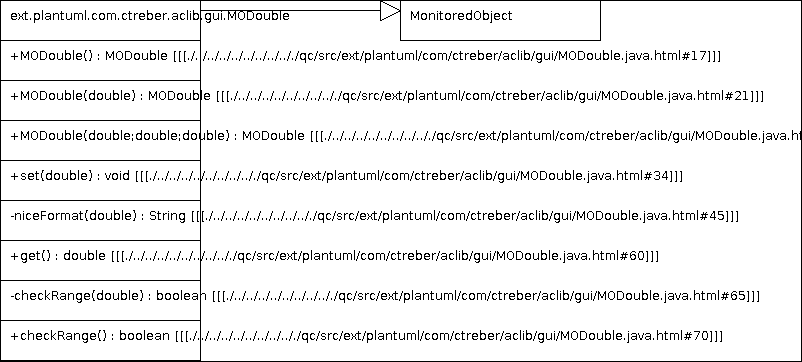 ext.plantuml.com.ctreber.aclib.gui.MODouble
MonitoredObject
+MODouble() : MODouble [[[./../../../../../../../../../../qc/src/ext/plantuml/com/ctreber/aclib/gui/MODouble.java.html#17]]]
+MODouble(double) : MODouble [[[./../../../../../../../../../../qc/src/ext/plantuml/com/ctreber/aclib/gui/MODouble.java.html#21]]]
+MODouble(double;double;double) : MODouble [[[./../../../../../../../../../../qc/src/ext/plantuml/com/ctreber/aclib/gui/MODouble.java.ht
+set(double) : void [[[./../../../../../../../../../../qc/src/ext/plantuml/com/ctreber/aclib/gui/MODouble.java.html#34]]]
-niceFormat(double) : String [[[./../../../../../../../../../../qc/src/ext/plantuml/com/ctreber/aclib/gui/MODouble.java.html#45]]]
+get() : double [[[./../../../../../../../../../../qc/src/ext/plantuml/com/ctreber/aclib/gui/MODouble.java.html#60]]]
-checkRange(double) : boolean [[[./../../../../../../../../../../qc/src/ext/plantuml/com/ctreber/aclib/gui/MODouble.java.html#65]]]
+checkRange() : boolean [[[./../../../../../../../../../../qc/src/ext/plantuml/com/ctreber/aclib/gui/MODouble.java.html#70]]]